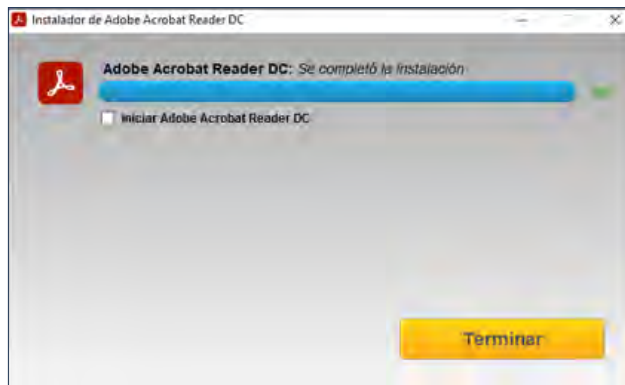 Instalador de Adobe Acrobat Reader DC
Adobe Acrobat Reader DC: Se completó la instalación
Iniciar Adobe Acrobat Reader DC
Terminar